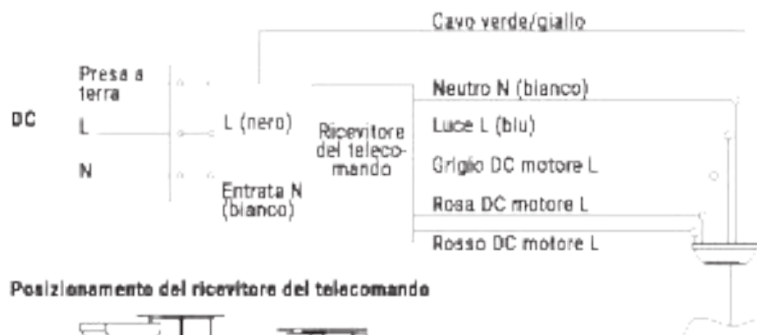 Cavo verde/giallo
Presa a
terra
DC
L
N
L (nero)
Entrata N
(bianco)
Ricevitore
del teleco-
mando
Neutro N (bianco)
Luce L (blu)
Grigio DC motore L
Rosa DC motore L
Rosso DC motore L
Posizionamento del ricevitore del telecomando